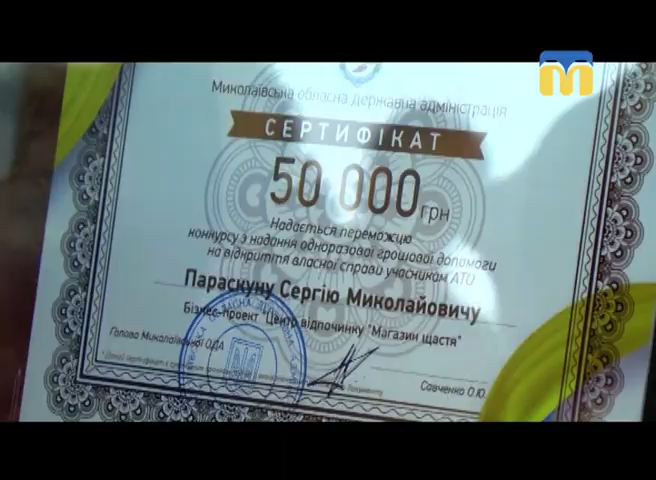 Миколаївська обласна державна адміністрація
СЕРТИФІКАТ
50 000 грн
Надається переможцю
конкурсу з надання одноразової грошової допомоги
на відкриття власної справи учасникам АТО
Параскуну Сергію Миколайовичу
Бізнес-проект "Центр відпочинку "Магазин щастя"
Голова Миколаївської ОДА
Савченко О.Ю.